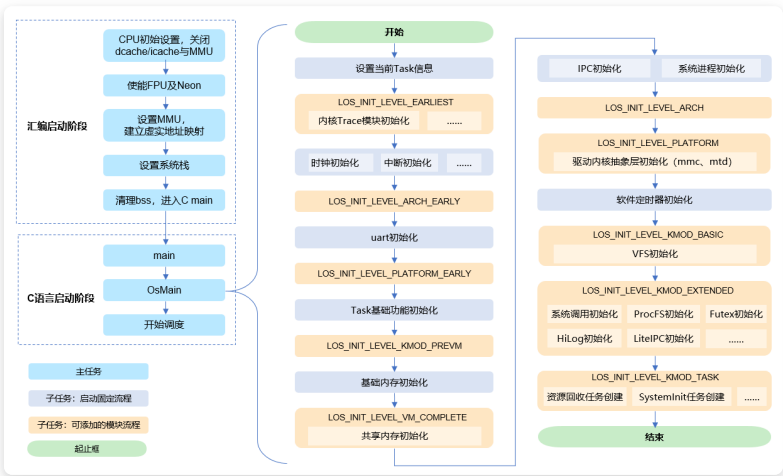 汇编启动阶段
CPU初始设置，关闭
dcache/icache与MMU
使能FPU及Neon
设置MMU，
建立虚实地址映射
设置系统栈
清理bss，进入C main
C语言启动阶段
main
OsMain
开始调度
主任务
子任务：启动固定流程
子任务：可添加的模块流程
起止框
开始
设置当前Task信息
LOS_INIT_LEVEL_EARLIEST
内核Trace模块初始化 ......
时钟初始化 中断初始化 ......
LOS_INIT_LEVEL_ARCH_EARLY
uart初始化
LOS_INIT_LEVEL_PLATFORM_EARLY
Task基础功能初始化
LOS_INIT_LEVEL_KMOD_PREVM
基础内存初始化
LOS_INIT_LEVEL_VM_COMPLETE
共享内存初始化
IPC初始化 系统进程初始化
LOS_INIT_LEVEL_ARCH
LOS_INIT_LEVEL_PLATFORM
驱动内核抽象层初始化（mmc、mtd）
软件定时器初始化
LOS_INIT_LEVEL_KMOD_BASIC
VFS初始化
LOS_INIT_LEVEL_KMOD_EXTENDED
系统调用初始化 ProcFS初始化 Futex初始化
HiLog初始化 LiteIPC初始化 ......
LOS_INIT_LEVEL_KMOD_TASK
资源回收任务创建 SystemInit任务创建 ......
结束